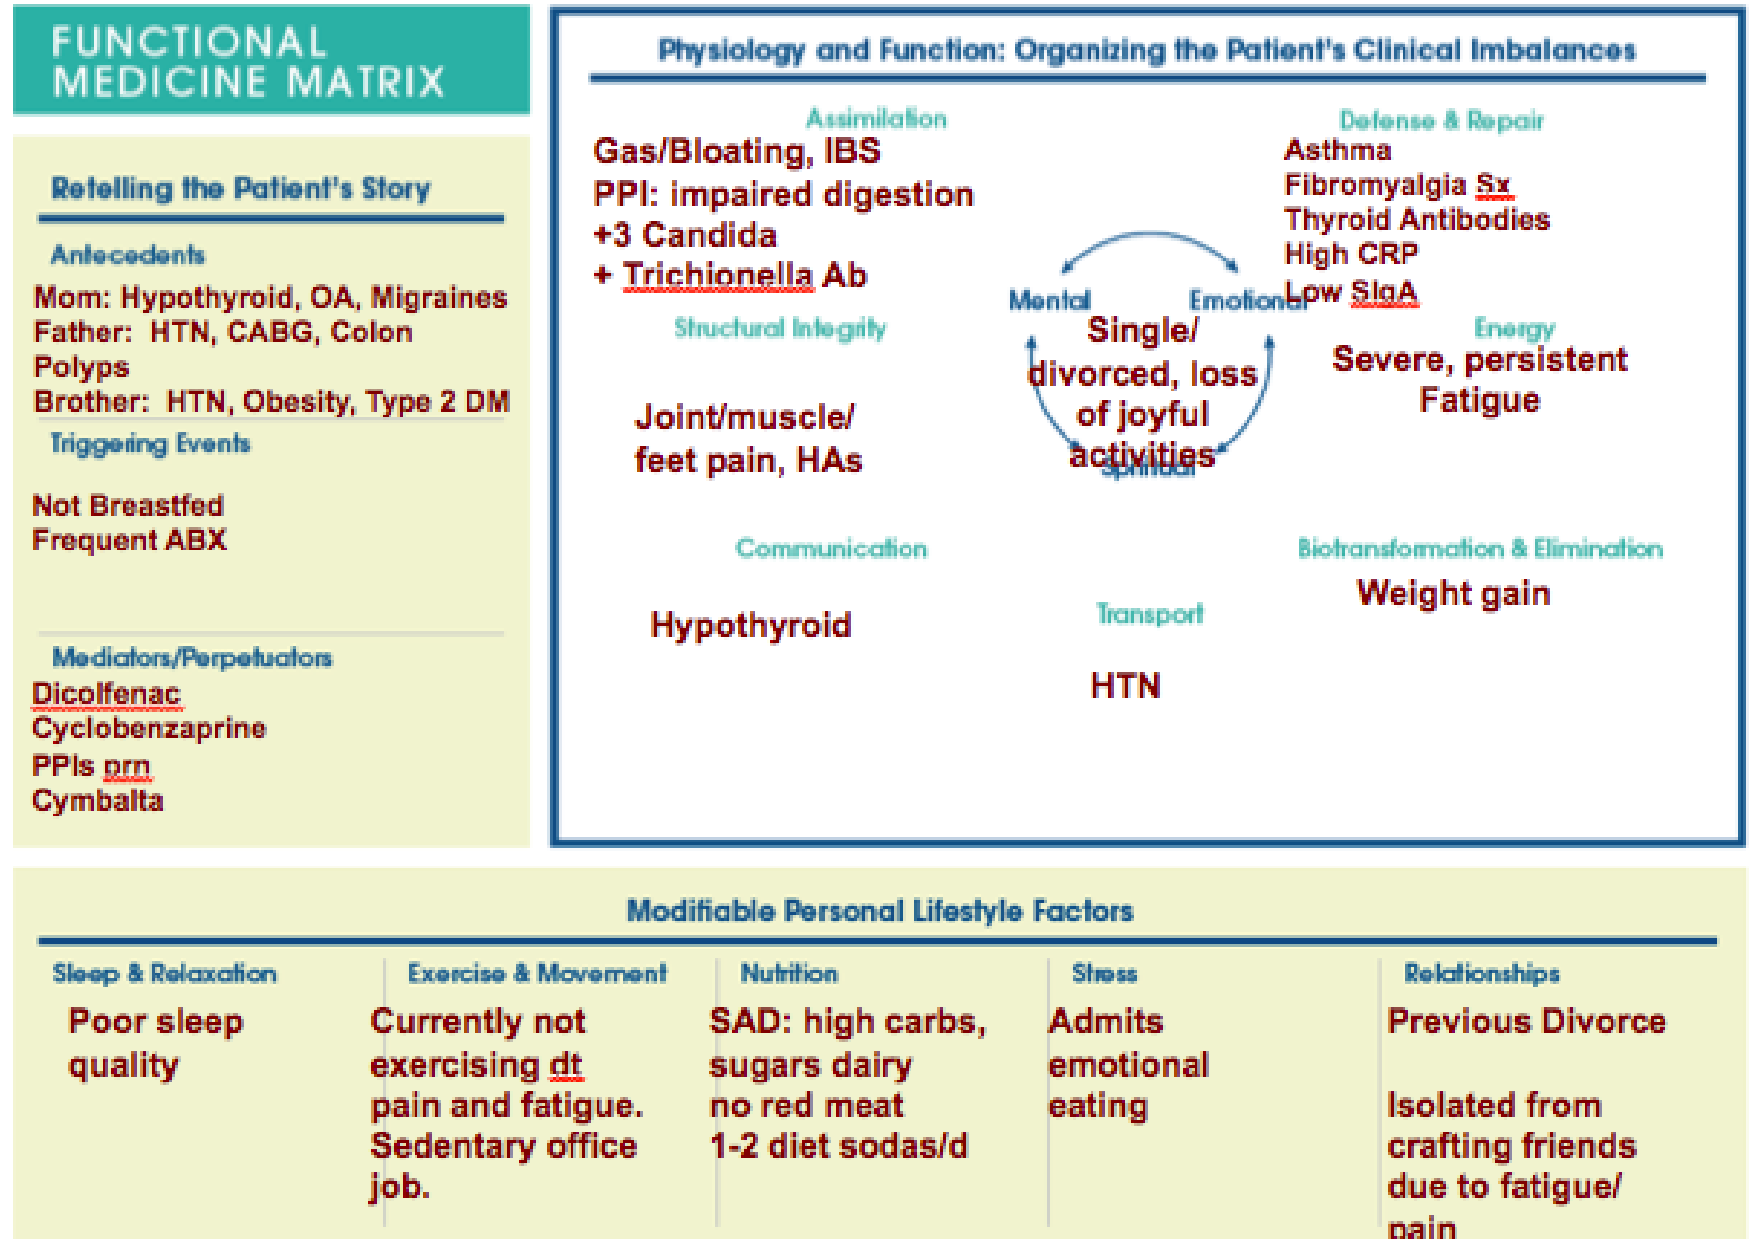 FUNCTIONAL
MEDICINE MATRIX
Retelling the Patient's Story
Antecedents
Mom: Hypothyroid, OA, Migraines
Father: HTN, CABG, Colon
Polyps
Brother: HTN, Obesity, Type 2 DM
Triggering Events
Not Breastfed
Frequent ABX
Mediators/Perpetuators
Dicolfenac
Cyclobenzaprine
PPIs prn
Cymbalta
Physiology and Function: Organizing the Patient's Clinical Imbalances
Assimilation
Gas/Bloating, IBS
PPI: impaired digestion
+3 Candida
+ Trichionella Ab
Defense & Repair
Asthma
Fibromyalgia Sx
Thyroid Antibodies
High CRP
Low SIgA
Structural Integrity
Joint/muscle/
feet pain, HAs
Mental
Emotional
Single/
divorced, loss
of joyful
activities
Spiritual
Energy
Severe, persistent
Fatigue
Communication
Hypothyroid
Transport
HTN
Biotransformation & Elimination
Weight gain
Modifiable Personal Lifestyle Factors
Sleep & Relaxation
Poor sleep
quality
Exercise & Movement
Currently not
exercising dt
pain and fatigue.
Sedentary office
job.
Nutrition
SAD: high carbs,
sugars dairy
no red meat
1-2 diet sodas/d
Stress
Admits
emotional
eating
Relationships
Previous Divorce
Isolated from
crafting friends
due to fatigue/
pain